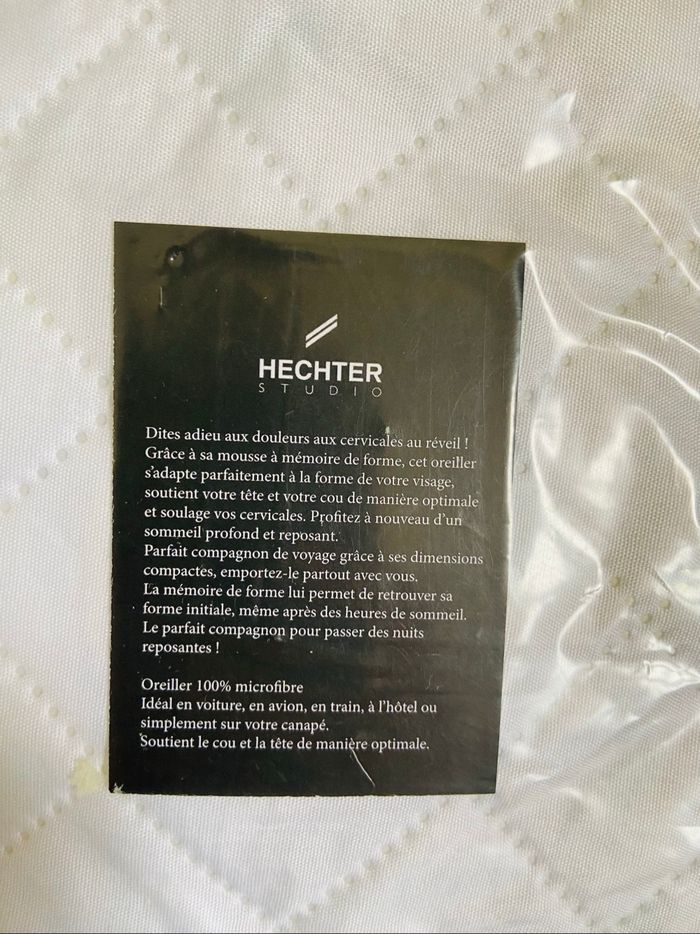 HECHTER
STUDIO
Dites adieu aux douleurs aux cervicales au réveil !
Grâce à sa mousse à mémoire de forme, cet oreiller
s'adapte parfaitement à la forme de votre visage,
soutient votre tête et votre cou de manière optimale
et soulage vos cervicales. Profitez à nouveau d'un
sommeil profond et reposant.
Parfait compagnon de voyage grâce à ses dimensions
compactes, emportez-le partout avec vous.
La mémoire de forme lui permet de retrouver sa
forme initiale, même après des heures de sommeil.
Le parfait compagnon pour passer des nuits
reposantes !
Oreiller 100% microfibre
Idéal en voiture, en avion, en train, à l'hôtel ou
simplement sur votre canapé.
Soutient le cou et la tête de manière optimale.